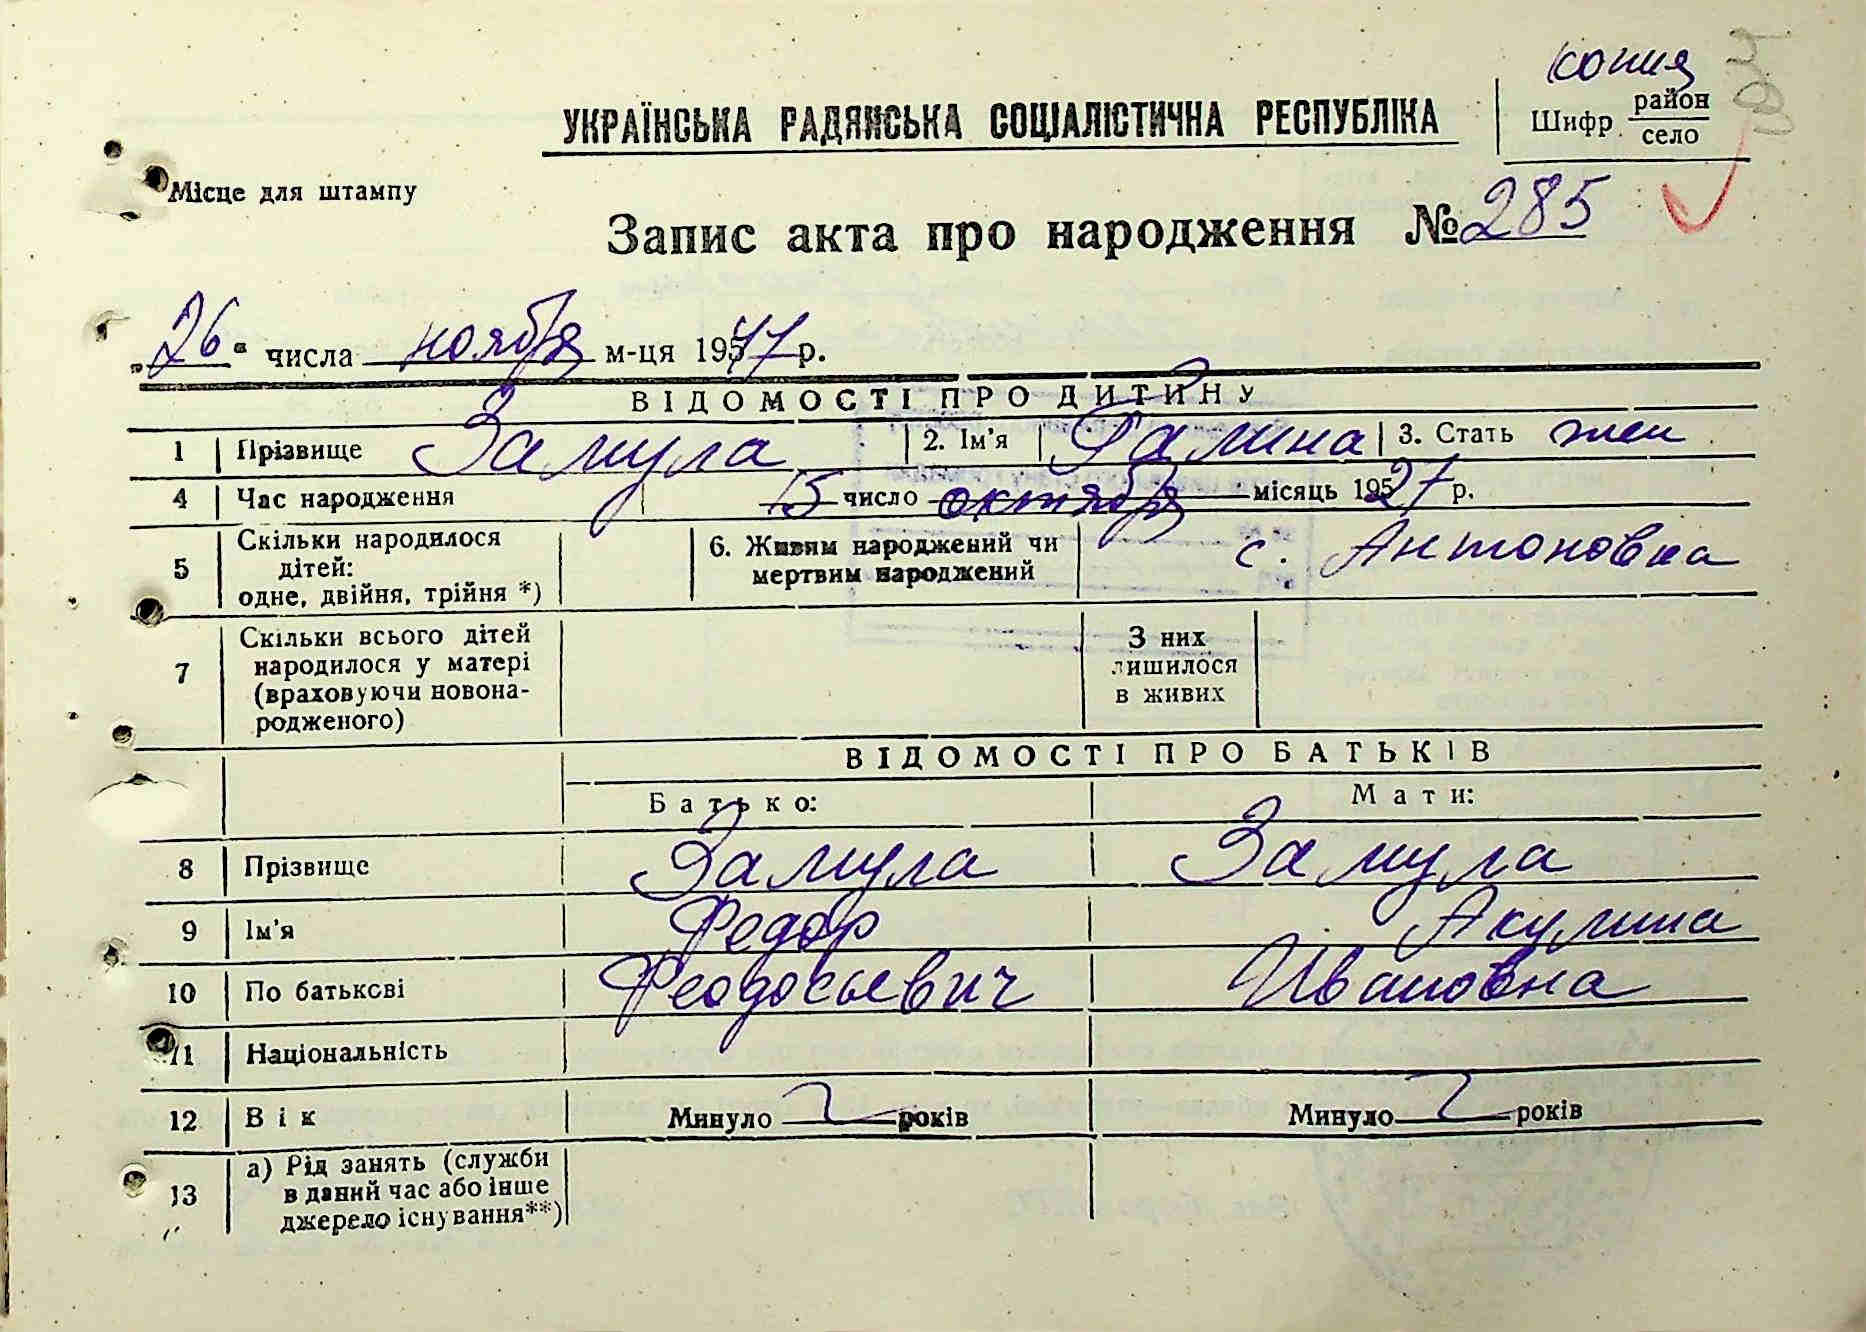 копия
УКРАЇНСЬКА РАДЯНСЬКА СОЦІАЛІСТИЧНА РЕСПУБЛІКА
Шифр район село
Місце для штампу
Запис акта про народження № 285
„26“ числа ноября м-ця 1947 р.
ВІДОМОСТІ ПРО ДИТИНУ
1 Прізвище Замула 2. Ім'я Галина 3. Стать жен.
4 Час народження 15 число октября місяць 1927 р.
5 Скільки народилося дітей: одне, двійня, трійня *) 6. Живим народжений чи мертвим народжений с. Антоновка
7 Скільки всього дітей народилося у матері (враховуючи новонародженого) З них лишилося в живих
ВІДОМОСТІ ПРО БАТЬКІВ
Батько: Мати:
8 Прізвище Замула Замула
9 Ім'я Федор Акулина
10 По батькові Феодосьевич Ивановна
11 Національність
12 Вік Минуло років Минуло років
13 а) Рід занять (служби в даний час або інше джерело існування**)